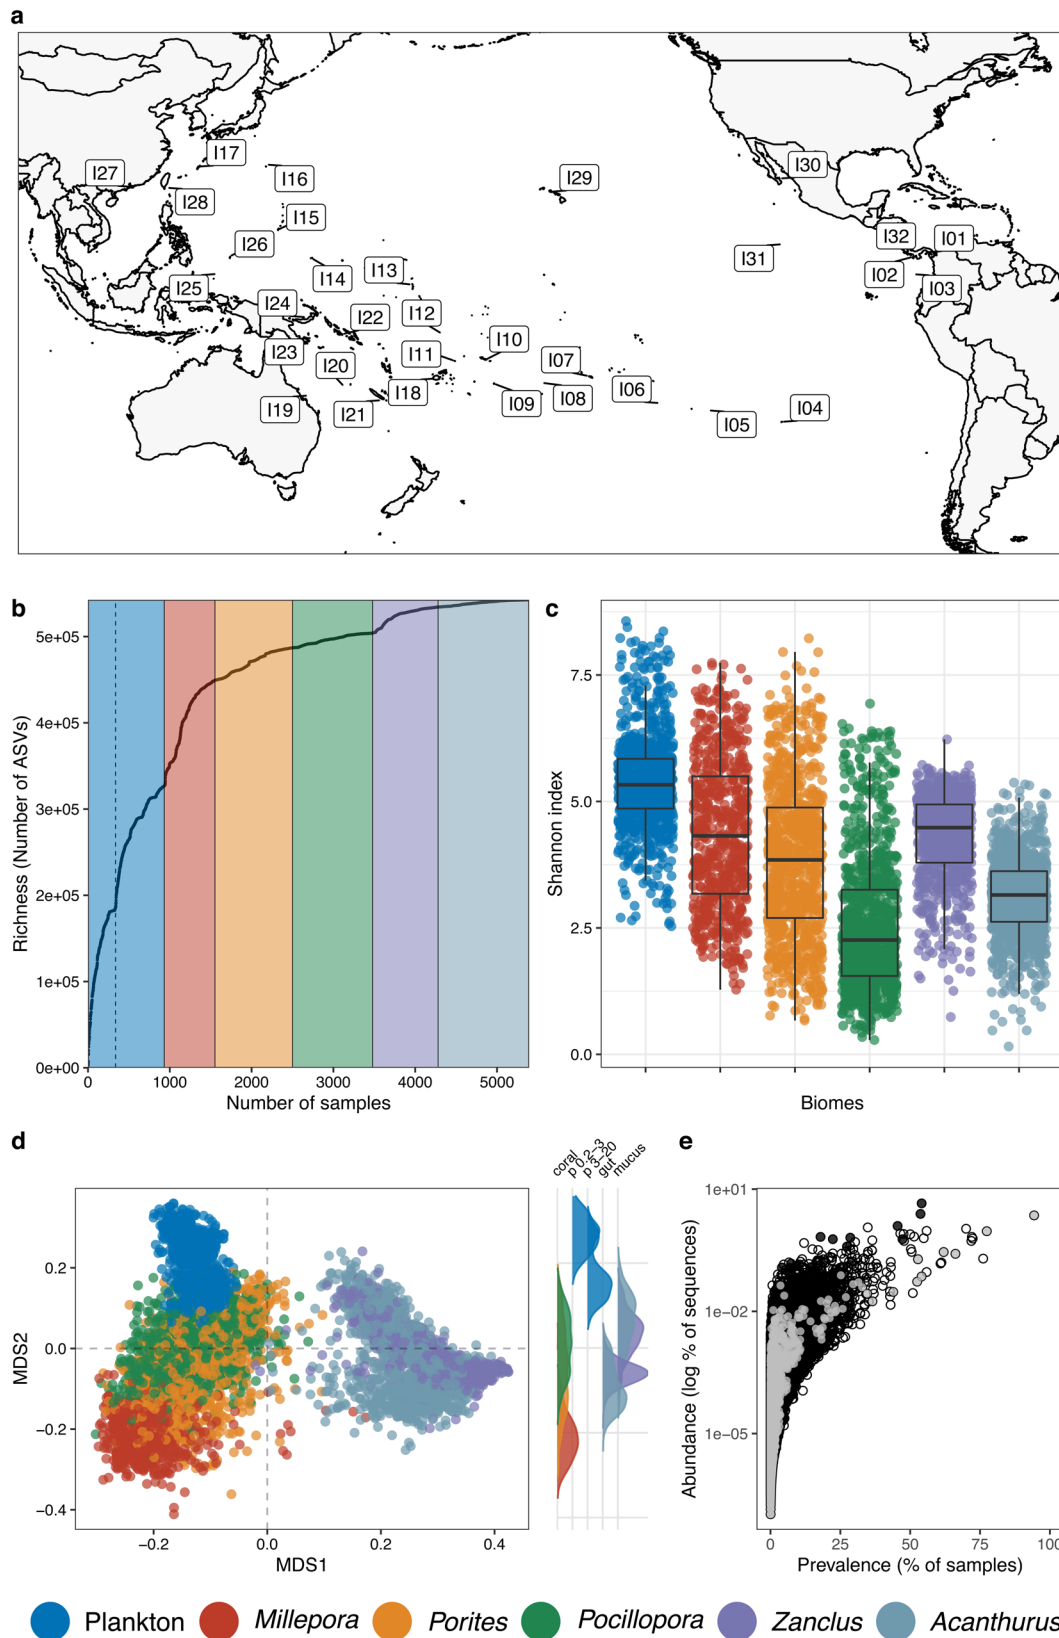 a
I17
I27
I16
I28
I29
I30
I15
I26
I32
I01
I31
I14
I13
I02
I25
I03
I24
I12
I22
I10
I11
I23
I20
I07
I18
I06
I09
I08
I19
I21
I05
I04
b
Richness (Number of ASVs)
5e+05
4e+05
3e+05
2e+05
1e+05
0e+00
0 1000 2000 3000 4000 5000
Number of samples
c
Shannon index
7.5
5.0
2.5
0.0
Biomes
d
MDS2
0.2
0.0
−0.2
−0.4
−0.2 0.0 0.2 0.4
MDS1
coral
p 0.2−3
p 3−20
gut
mucus
e
Abundance (log % of sequences)
1e+01
1e−02
1e−05
0 25 50 75 100
Prevalence (% of samples)
Plankton Millepora Porites Pocillopora Zanclus Acanthurus